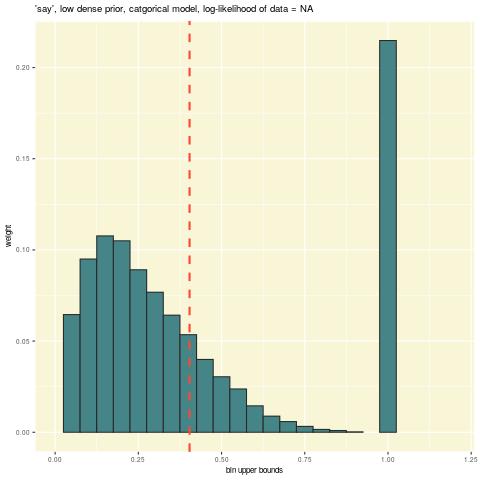 'say', low dense prior, catgorical model, log-likelihood of data = NA
weight
0.20
0.15
0.10
0.05
0.00
0.00 0.25 0.50 0.75 1.00 1.25
bin upper bounds